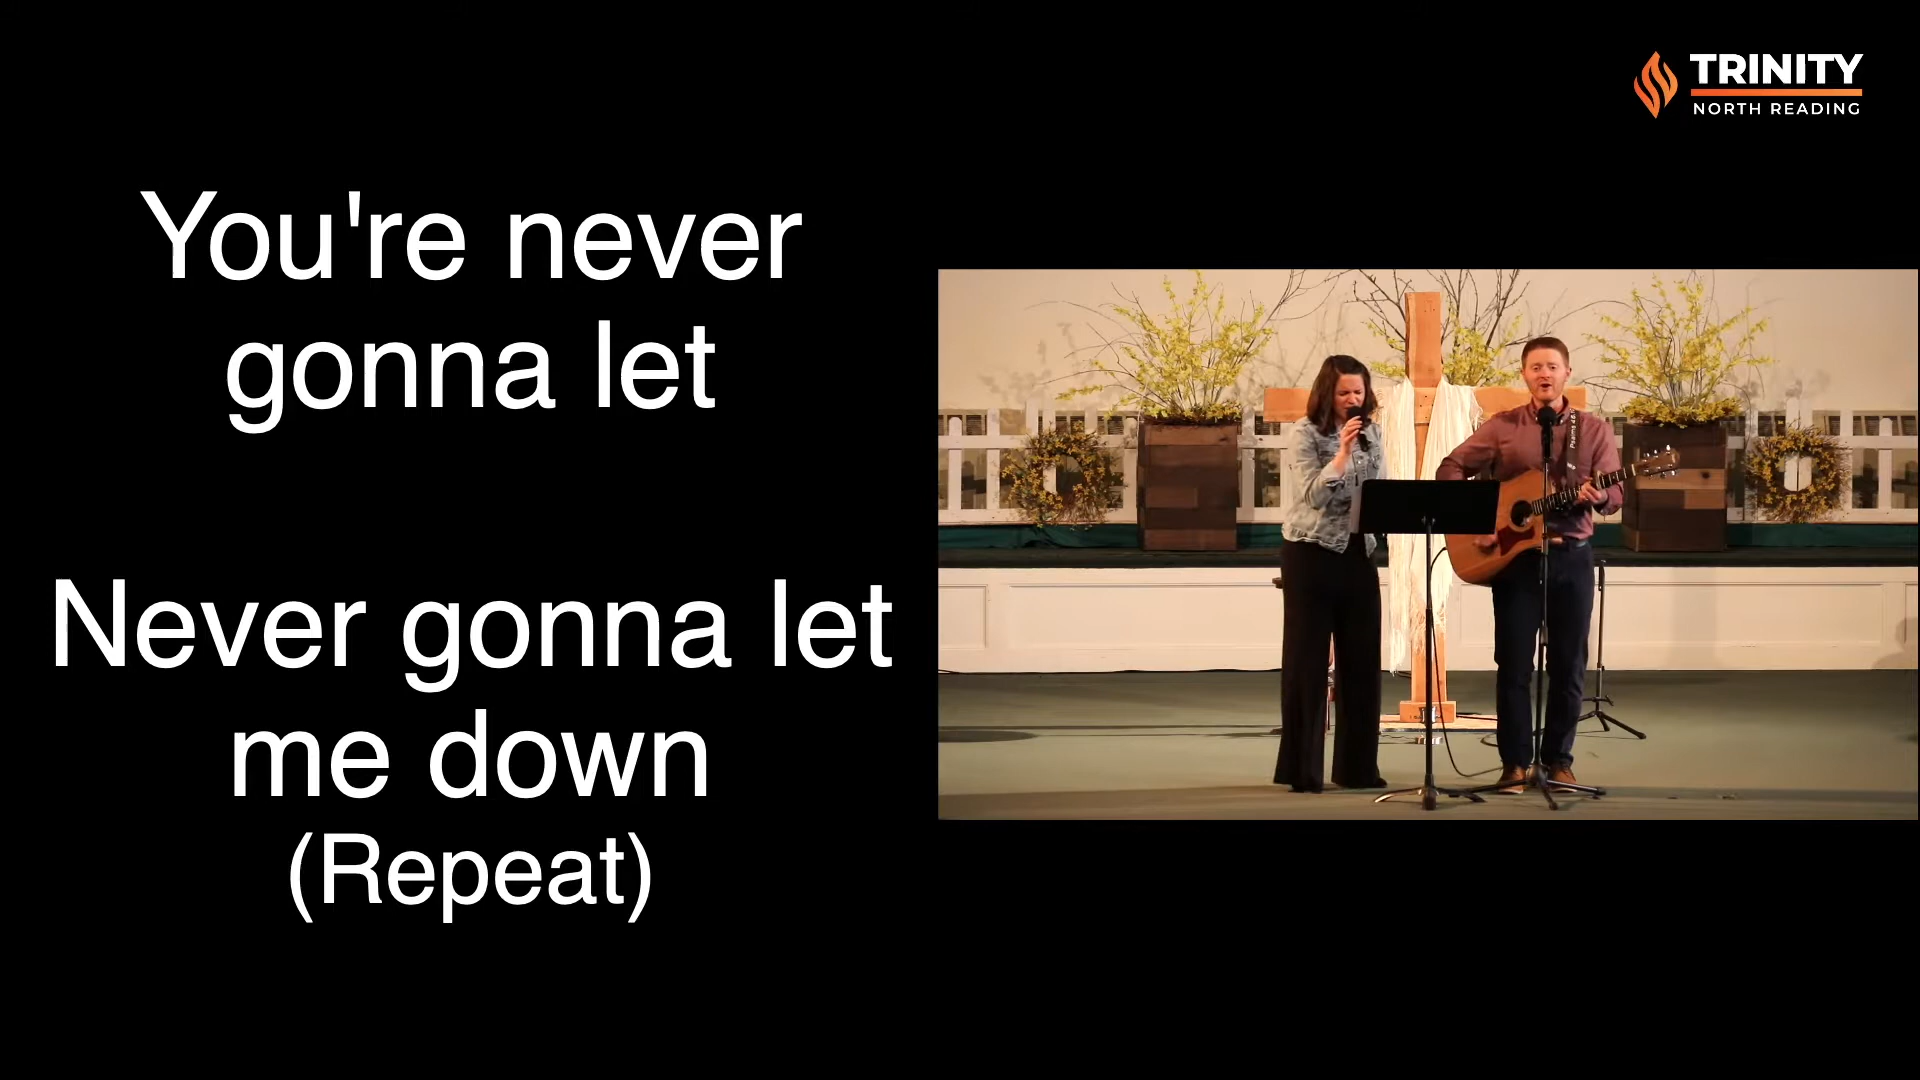 TRINITY
NORTH READING
You're never
gonna let
Never gonna let
me down
(Repeat)